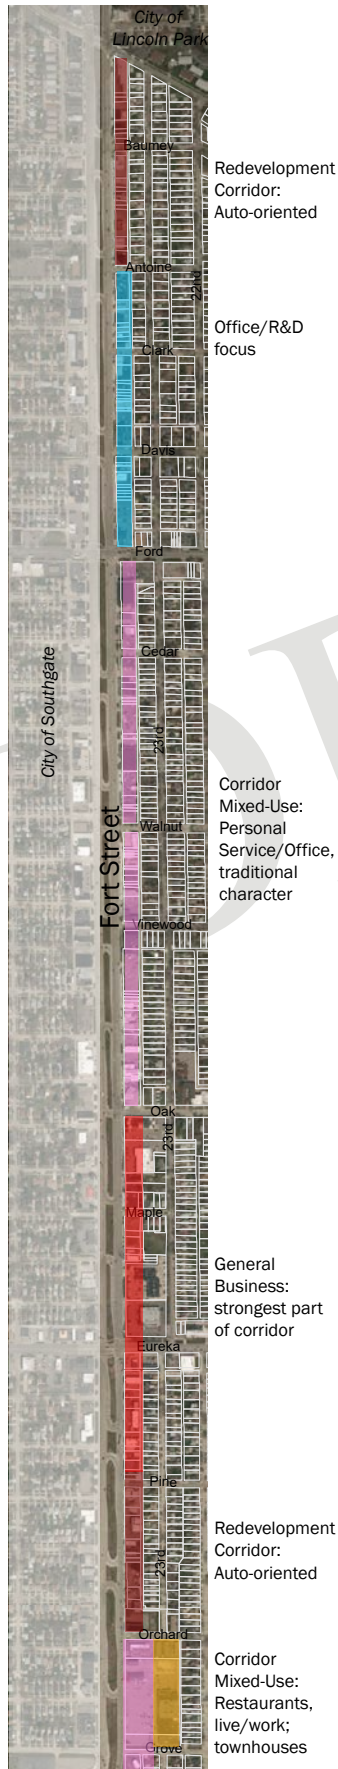 City of
Lincoln Park
Baumey
Redevelopment
Corridor:
Auto-oriented
Antoine
22nd
Office/R&D
focus
Clark
Davis
Ford
Cedar
City of Southgate
23rd
Corridor
Mixed-Use:
Personal
Service/Office,
traditional
character
Fort Street
Walnut
Vinewood
Oak
23rd
Maple
General
Business:
strongest part
of corridor
Eureka
Pine
Redevelopment
Corridor:
Auto-oriented
23rd
Orchard
Corridor
Mixed-Use:
Restaurants,
live/work;
townhouses
Grove